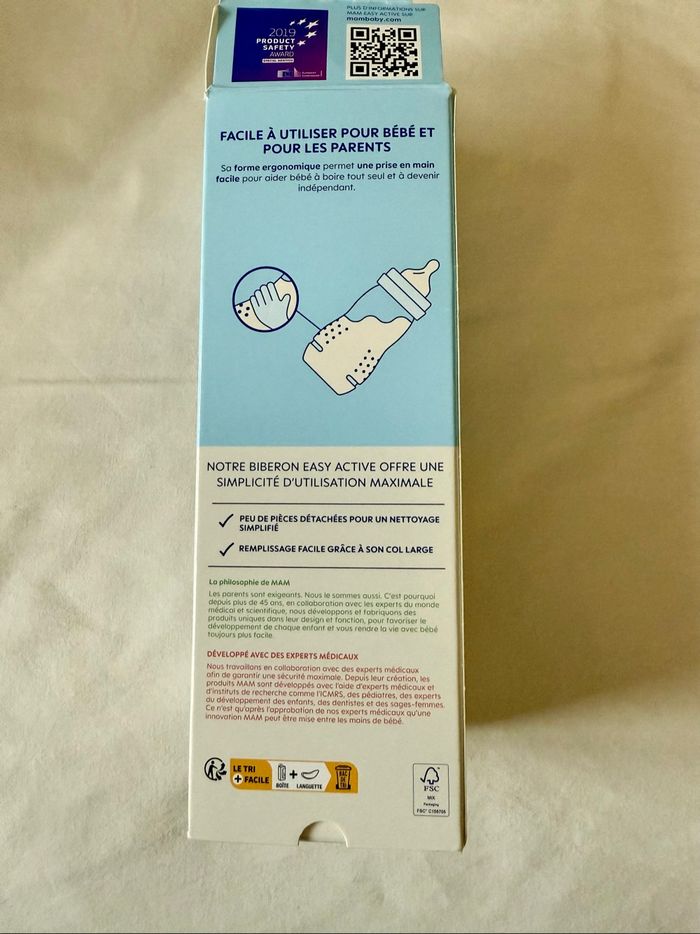 2019
PRODUCT
SAFETY
AWARD
SPECIAL MENTION
European
Commission
PLUS D'INFORMATIONS SUR
MAM EASY ACTIVE SUR
mambaby.com
FACILE À UTILISER POUR BÉBÉ ET
POUR LES PARENTS
Sa forme ergonomique permet une prise en main
facile pour aider bébé à boire tout seul et à devenir
indépendant.
NOTRE BIBERON EASY ACTIVE OFFRE UNE
SIMPLICITÉ D'UTILISATION MAXIMALE
PEU DE PIÈCES DÉTACHÉES POUR UN NETTOYAGE
SIMPLIFIÉ
REMPLISSAGE FACILE GRÂCE À SON COL LARGE
La philosophie de MAM
Les parents sont exigeants. Nous le sommes aussi. C'est pourquoi
depuis plus de 45 ans, en collaboration avec les experts du monde
médical et scientifique, nous développons et fabriquons des
produits uniques dans leur design et fonction, pour favoriser le
développement de chaque enfant et vous rendre la vie avec bébé
toujours plus facile.
DÉVELOPPÉ AVEC DES EXPERTS MÉDICAUX
Nous travaillons en collaboration avec des experts médicaux
afin de garantir une sécurité maximale. Depuis leur création, les
produits MAM sont développés avec l'aide d'experts médicaux et
d'instituts de recherche comme l'ICMRS, des pédiatres, des experts
du développement des enfants, des dentistes et des sages-femmes.
Ce n'est qu'après l'approbation de nos experts médicaux qu'une
innovation MAM peut être mise entre les mains de bébé.
LE TRI
+ FACILE
BOÎTE + LANGUETTE
BAC
DE TRI
FSC
MIX
Packaging
FSC® C156706